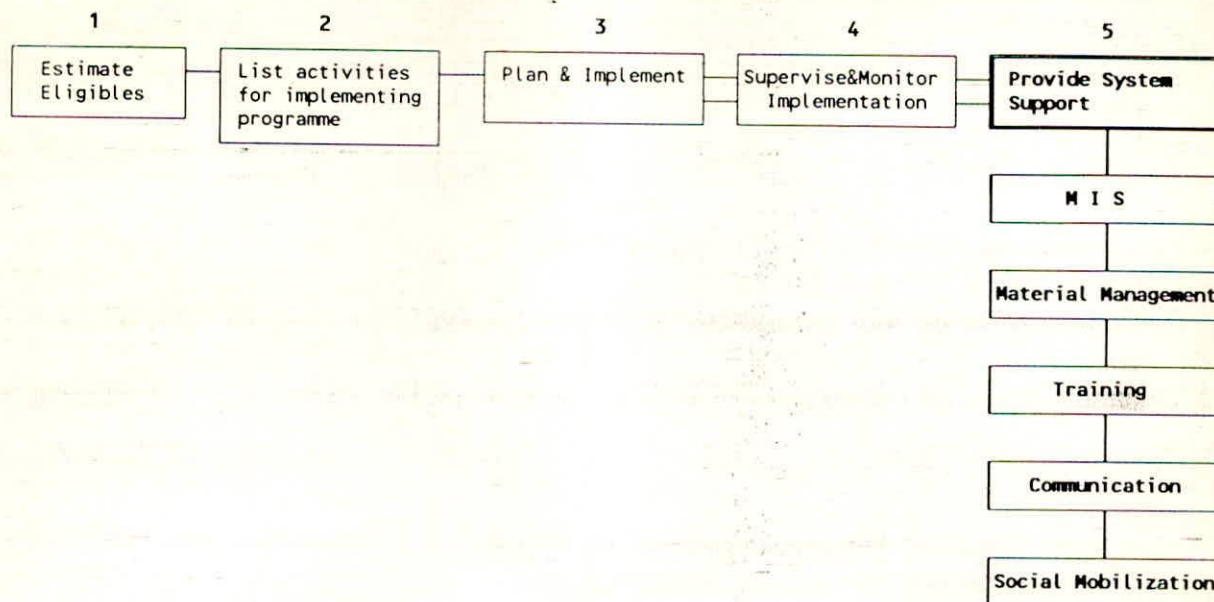 1
Estimate
Eligibles
2
List activities
for implementing
programme
3
Plan & Implement
4
Supervise&Monitor
Implementation
5
Provide System
Support
M I S
Material Management
Training
Communication
Social Mobilization